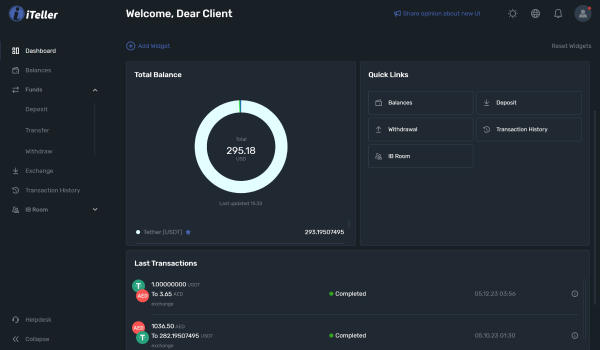 iTeller
Welcome, Dear Client
Share opinion about new UI
Add Widget
Reset Widgets
Dashboard
Balances
Funds
Deposit
Transfer
Withdraw
Exchange
Transaction History
IB Room
Helpdesk
Collapse
Total Balance
Total
295.18
USD
Last updated 15:33
Tether (USDT)
293.19507495
Quick Links
Balances
Deposit
Withdrawal
Transaction History
IB Room
Last Transactions
T
AED
1.00000000 USDT
To 3.65 AED
exchange
Completed
05.12.23 03:56
AED
T
1036.50 AED
To 282.19507495 USDT
exchange
Completed
05.10.23 01:30